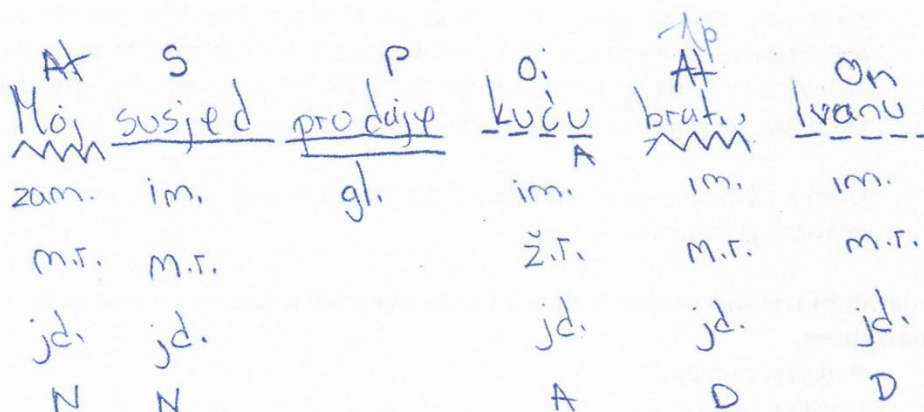 Ap
At S P O. At On
Moj susjed prodaje kuću bratu Ivanu
A
zam. im. gl. im. im. im.
m.r. m.r. ž.r. m.r. m.r.
jd. jd. jd. jd. jd.
N N A D D